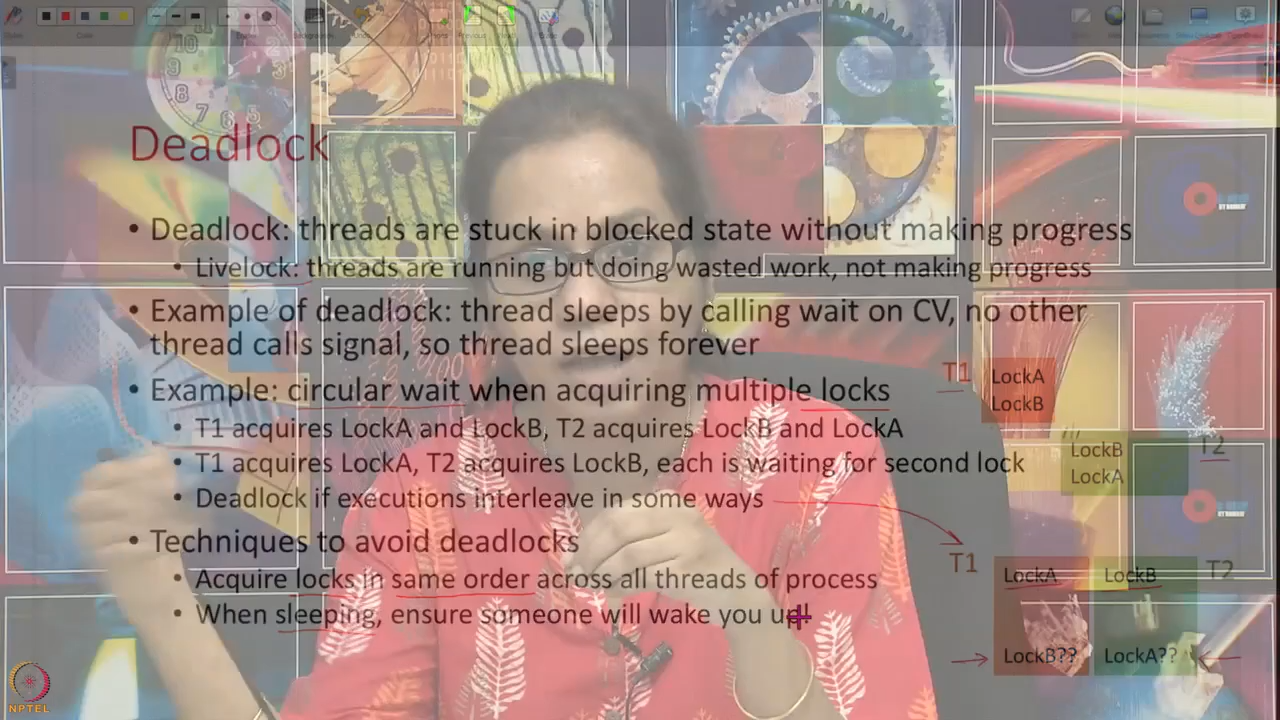 Deadlock
• Deadlock: threads are stuck in blocked state without making progress
• Livelock: threads are running but doing wasted work, not making progress
• Example of deadlock: thread sleeps by calling wait on CV, no other
thread calls signal, so thread sleeps forever
• Example: circular wait when acquiring multiple locks
• T1 acquires LockA and LockB, T2 acquires LockB and LockA
• T1 acquires LockA, T2 acquires LockB, each is waiting for second lock
• Deadlock if executions interleave in some ways
• Techniques to avoid deadlocks
• Acquire locks in same order across all threads of process
• When sleeping, ensure someone will wake you up!
T1
LockA
LockB
LockB
LockA
T2
T1
LockA LockB
T2
LockB?? LockA??
NPTEL